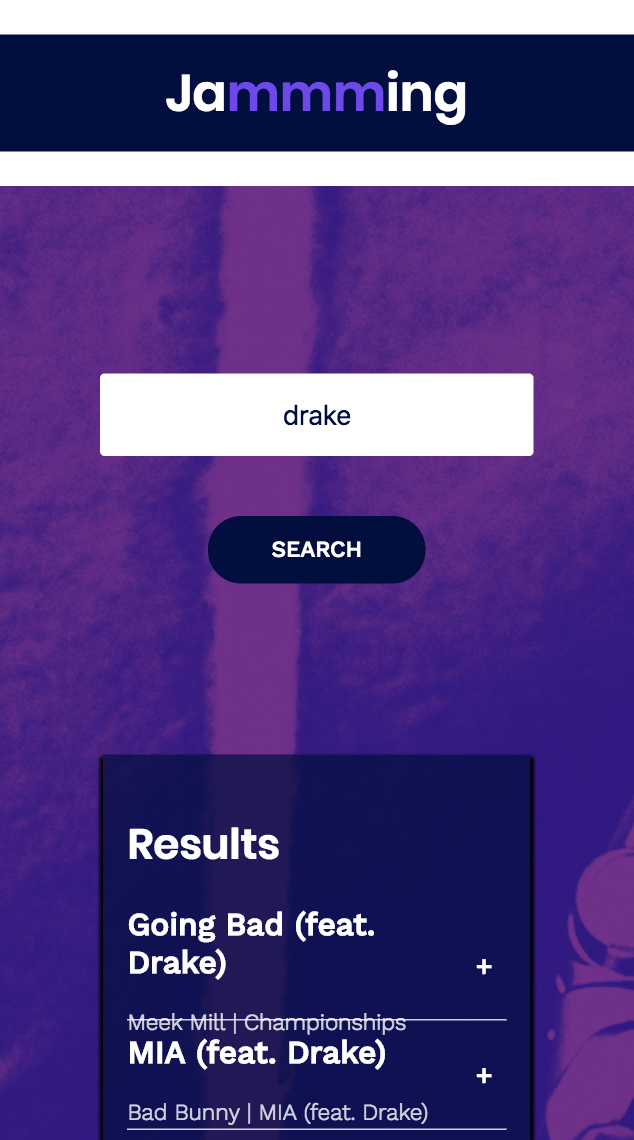 Jammming
drake
SEARCH
Results
Going Bad (feat.
Drake)
+
Meek Mill | Championships
MIA (feat. Drake)
+
Bad Bunny | MIA (feat. Drake)